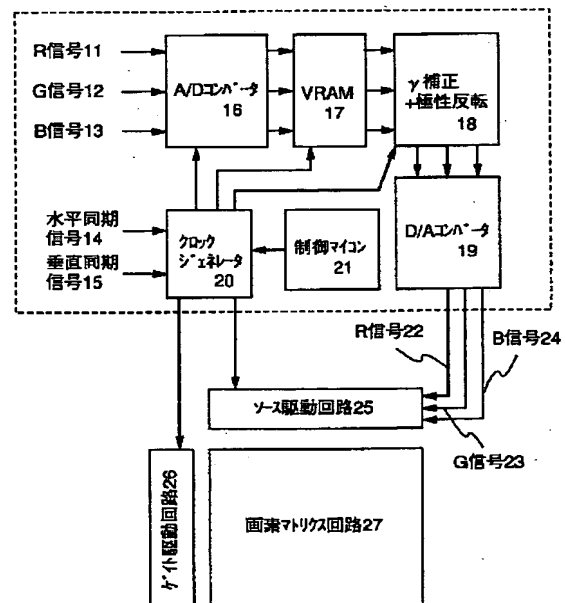 R信号11
G信号12
B信号13
A/Dコンバータ
16
VRAM
17
γ補正
+極性反転
18
水平同期
信号14
垂直同期
信号15
クロック
ジェネレータ
20
制御マイコン
21
D/Aコンバータ
19
R信号22
B信号24
ソース駆動回路25
G信号23
ゲイト駆動回路26
画素マトリクス回路27